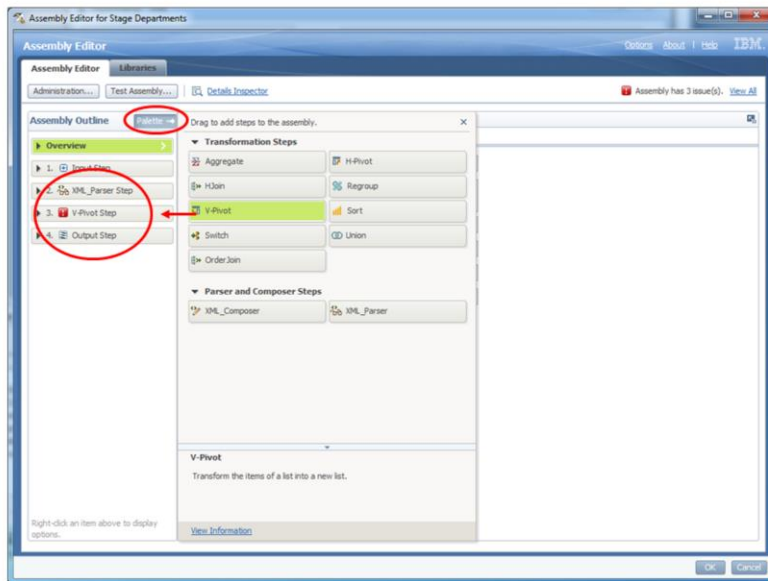 Assembly Editor for Stage Departments
Assembly Editor
Options About | Help IBM.
Assembly Editor Libraries
Administration... Test Assembly... Details Inspector Assembly has 3 issue(s). View All
Assembly Outline Palette
Drag to add steps to the assembly.
Overview
1. Input Step
2. XML_Parser Step
3. V-Pivot Step
4. Output Step
Transformation Steps
Aggregate H-Pivot
HJoin Regroup
V-Pivot Sort
Switch Union
OrderJoin
Parser and Composer Steps
XML_Composer XML_Parser
V-Pivot
Transform the items of a list into a new list.
Right-click an item above to display
options.
View Information
OK Cancel